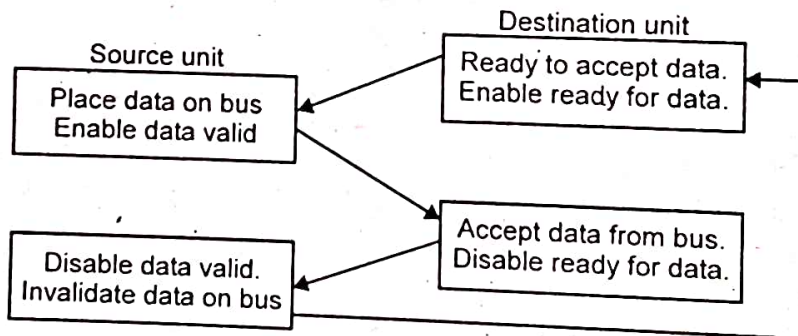 Destination unit
Source unit
Ready to accept data.
Enable ready for data.
Place data on bus
Enable data valid
Accept data from bus.
Disable ready for data.
Disable data valid.
Invalidate data on bus